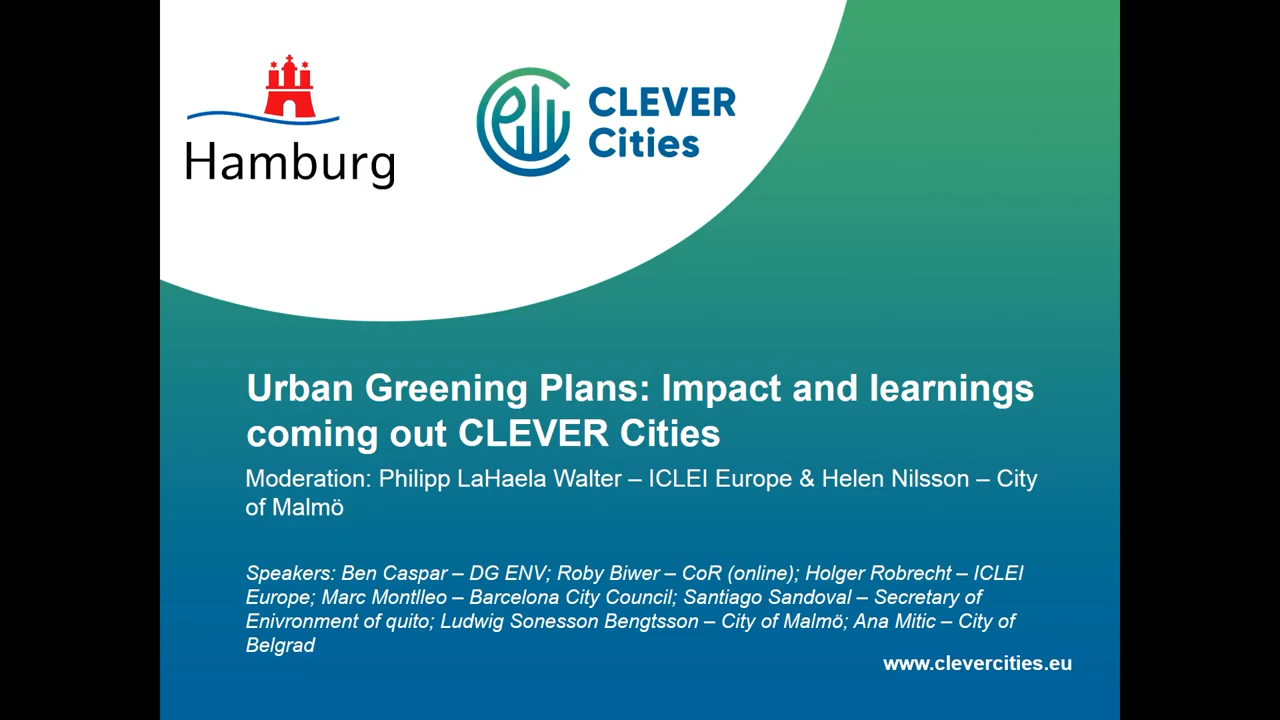 Hamburg
CLEVER
Cities
Urban Greening Plans: Impact and learnings
coming out CLEVER Cities
Moderation: Philipp LaHaela Walter – ICLEI Europe & Helen Nilsson – City
of Malmö
Speakers: Ben Caspar – DG ENV; Roby Biwer – CoR (online); Holger Robrecht – ICLEI
Europe; Marc Montlleo – Barcelona City Council; Santiago Sandoval – Secretary of
Enivronment of quito; Ludwig Sonesson Bengtsson – City of Malmö; Ana Mitic – City of
Belgrad
www.clevercities.eu